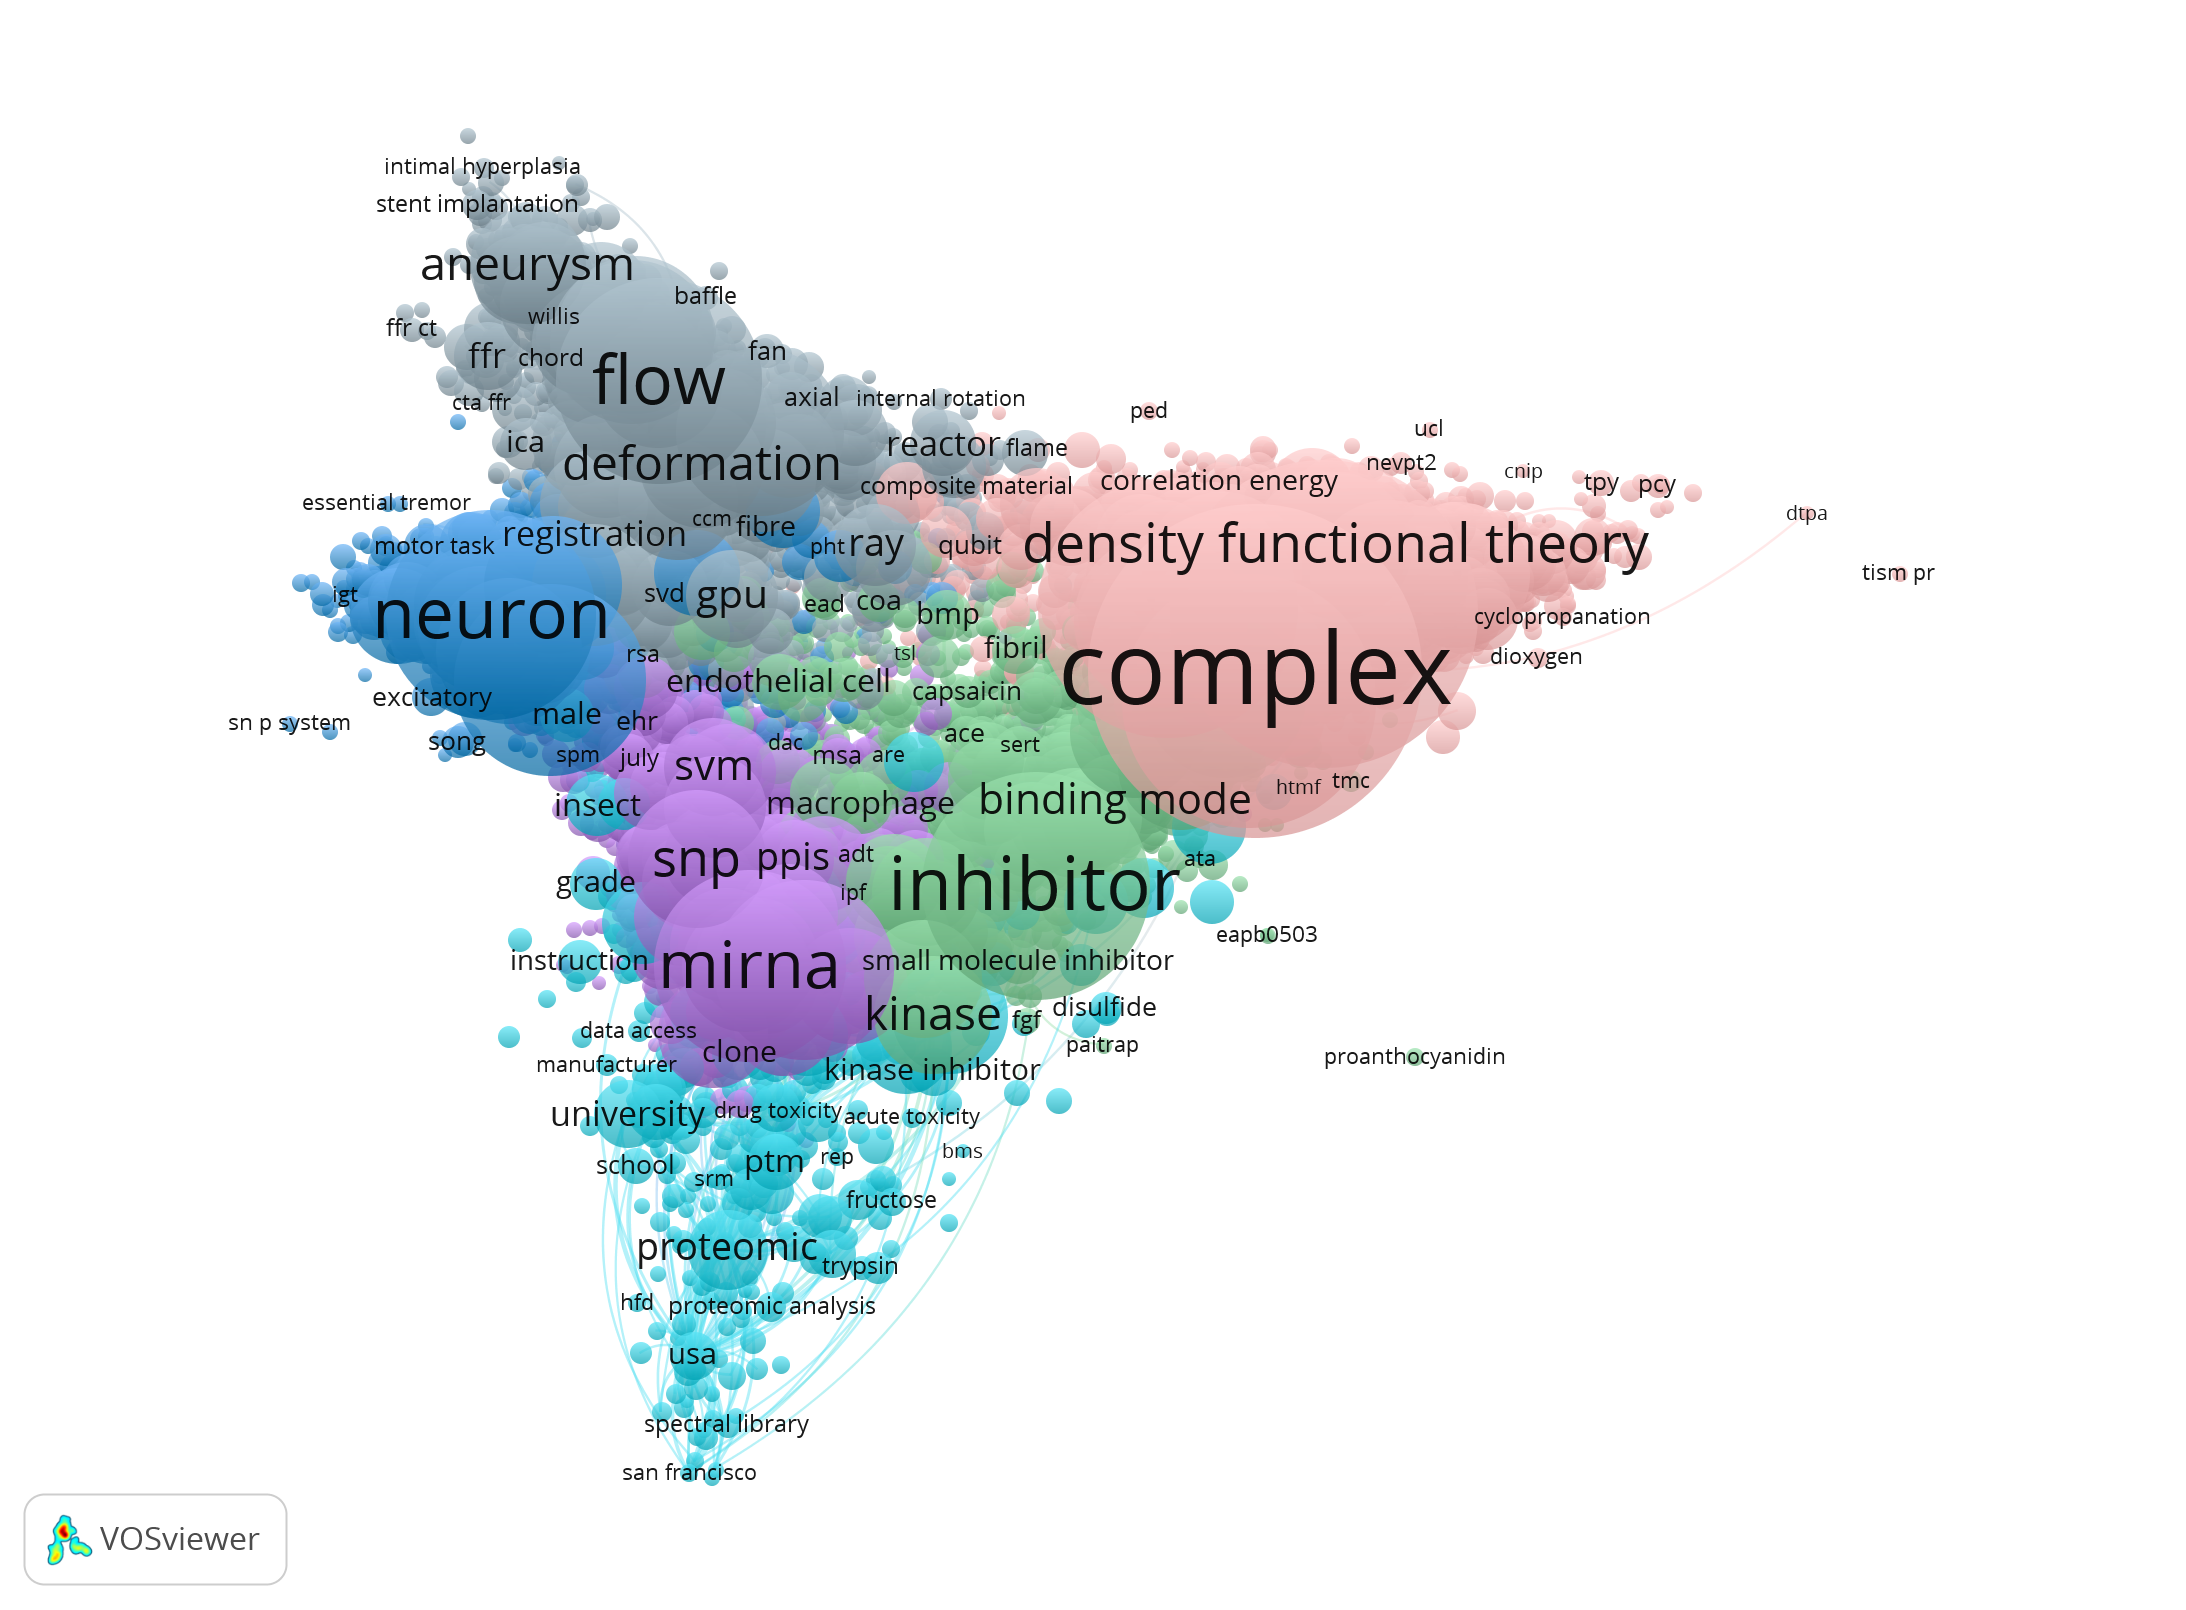 intimal hyperplasia
stent implantation
aneurysm
baffle
willis
ffr ct
ffr
chord
fan
flow
cta ffr
axial
internal rotation
ped
ucl
ica
reactor
flame
deformation
nevpt2
cnip
composite material
correlation energy
tpy
pcy
essential tremor
dtpa
ccm
fibre
registration
motor task
pht
ray
qubit
density functional theory
tism pr
igt
svd
gpu
ead
coa
bmp
neuron
cyclopropanation
rsa
tsl
fibril
dioxygen
endothelial cell
capsaicin
complex
excitatory
male
ehr
sn p system
song
dac
ace
sert
spm
july
svm
msa
are
htmf
tmc
insect
macrophage
binding mode
snp
ppis
adt
ata
grade
ipf
inhibitor
eapb0503
instruction
mirna
small molecule inhibitor
kinase
fgf
disulfide
data access
paitrap
manufacturer
clone
kinase inhibitor
proanthocyanidin
university
drug toxicity
acute toxicity
school
ptm
rep
bms
srm
fructose
proteomic
trypsin
hfd
proteomic analysis
usa
spectral library
san francisco
VOSviewer